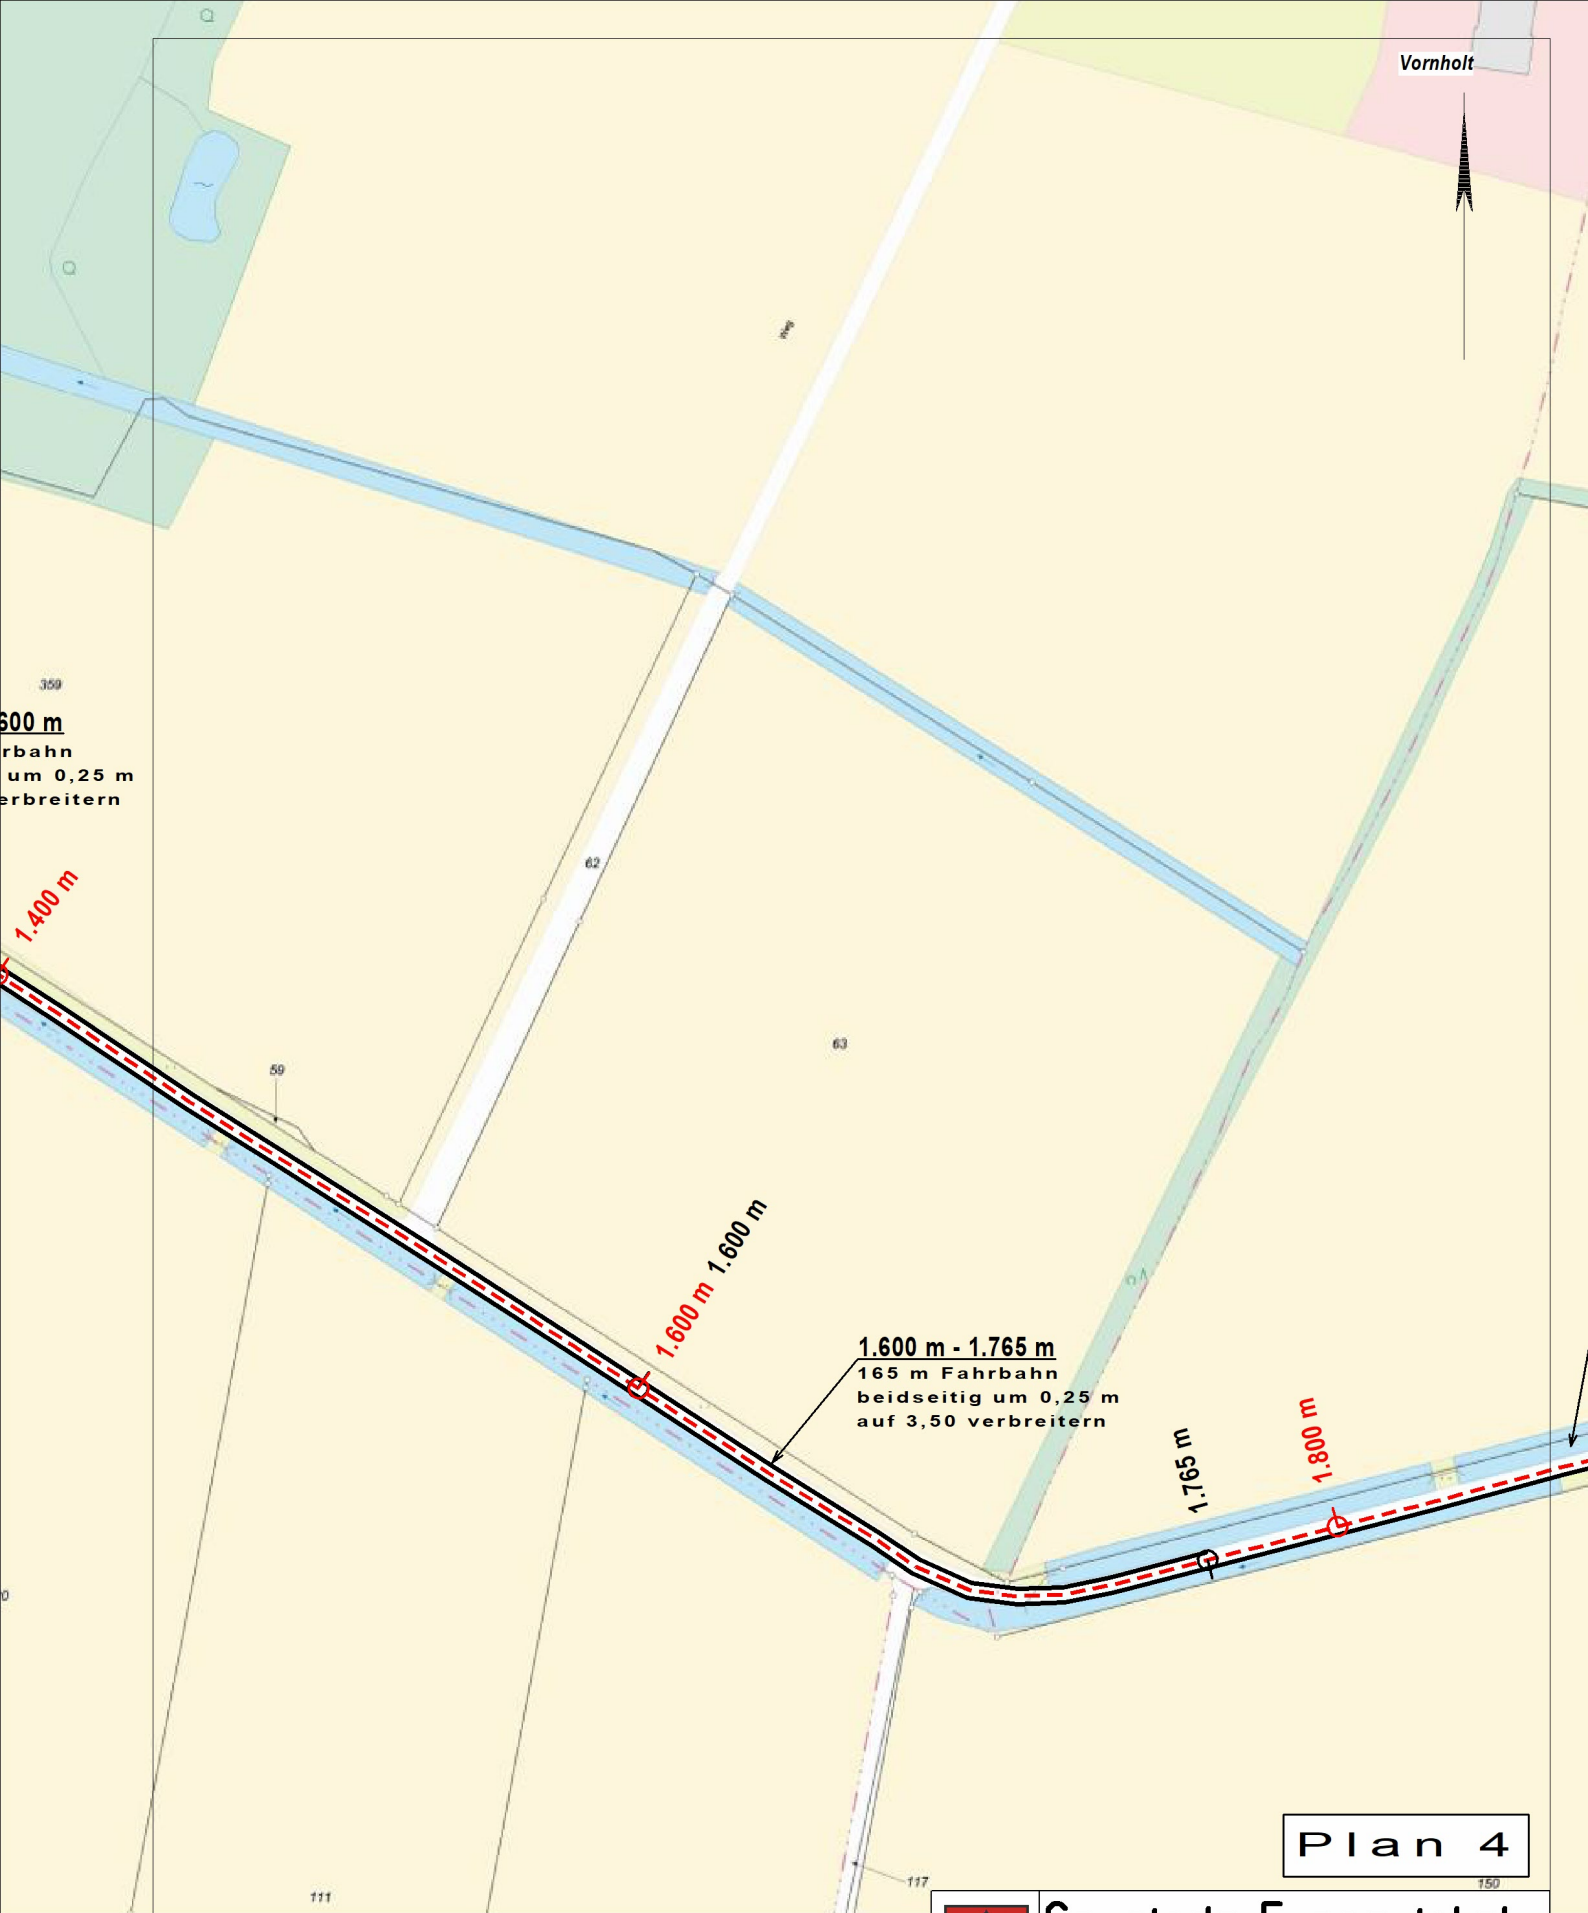 Vornholt
Weg
359
600 m
rbahn
um 0,25 m
erbreitern
62
1.400 m
63
59
1.600 m
1.600 m
1.600 m - 1.765 m
165 m Fahrbahn
beidseitig um 0,25 m
auf 3,50 verbreitern
1.765 m
1.800 m
Plan 4
117
111
150